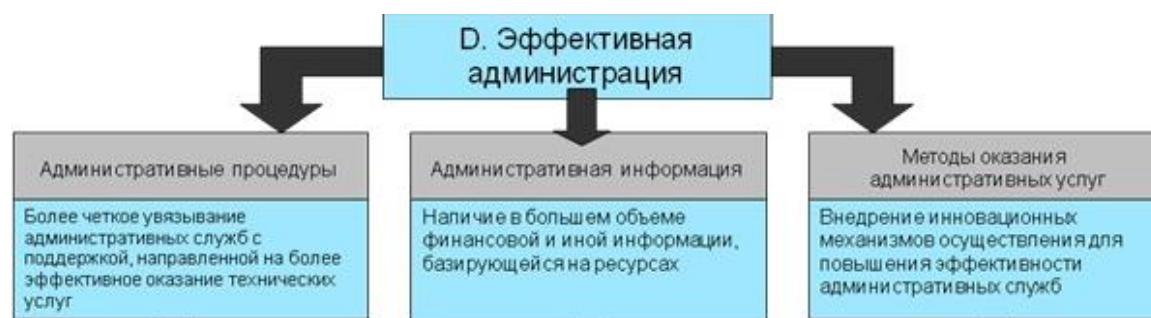 D. Эффективная
администрация
Административные процедуры
Более четкое увязывание
административных служб с
поддержкой, направленной на более
эффективное оказание технических
услуг
Административная информация
Наличие в большем объеме
финансовой и иной информации,
базирующейся на ресурсах
Методы оказания
административных услуг
Внедрение инновационных
механизмов осуществления для
повышения эффективности
административных служб